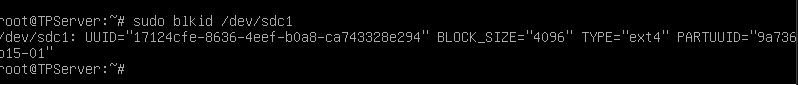 root@TPServer:~# sudo blkid /dev/sdc1
/dev/sdc1: UUID="17124cfe-8636-4eef-b0a8-ca743328e294" BLOCK_SIZE="4096" TYPE="ext4" PARTUUID="9a736
b15-01"
root@TPServer:~#